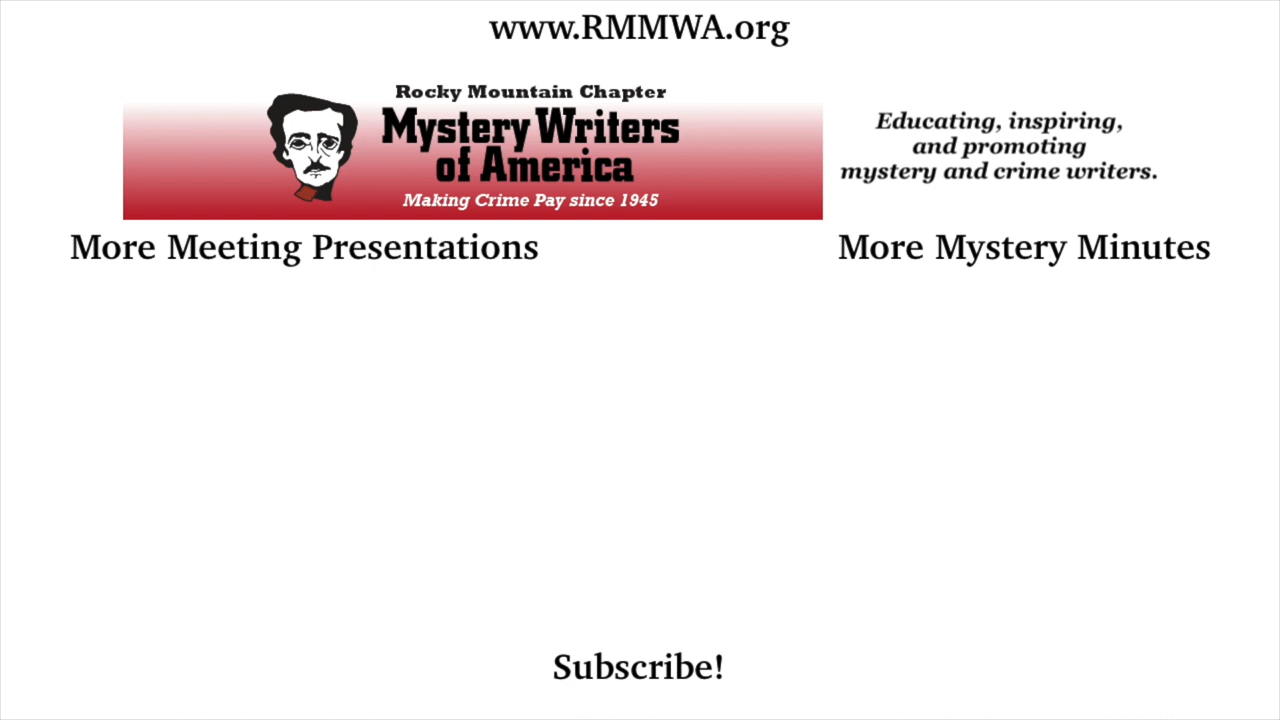 www.RMMWA.org
Rocky Mountain Chapter
Mystery Writers
of America
Making Crime Pay since 1945
Educating, inspiring,
and promoting
mystery and crime writers.
More Meeting Presentations
More Mystery Minutes
Subscribe!